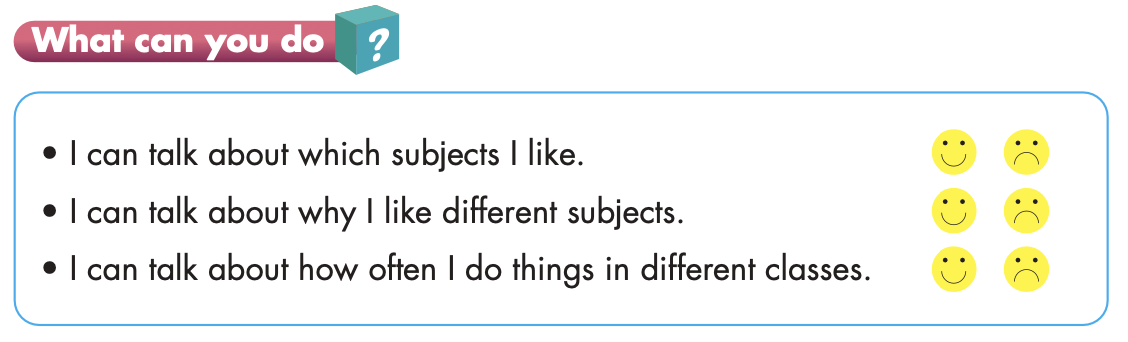 What can you do ?
• I can talk about which subjects I like.
• I can talk about why I like different subjects.
• I can talk about how often I do things in different classes.